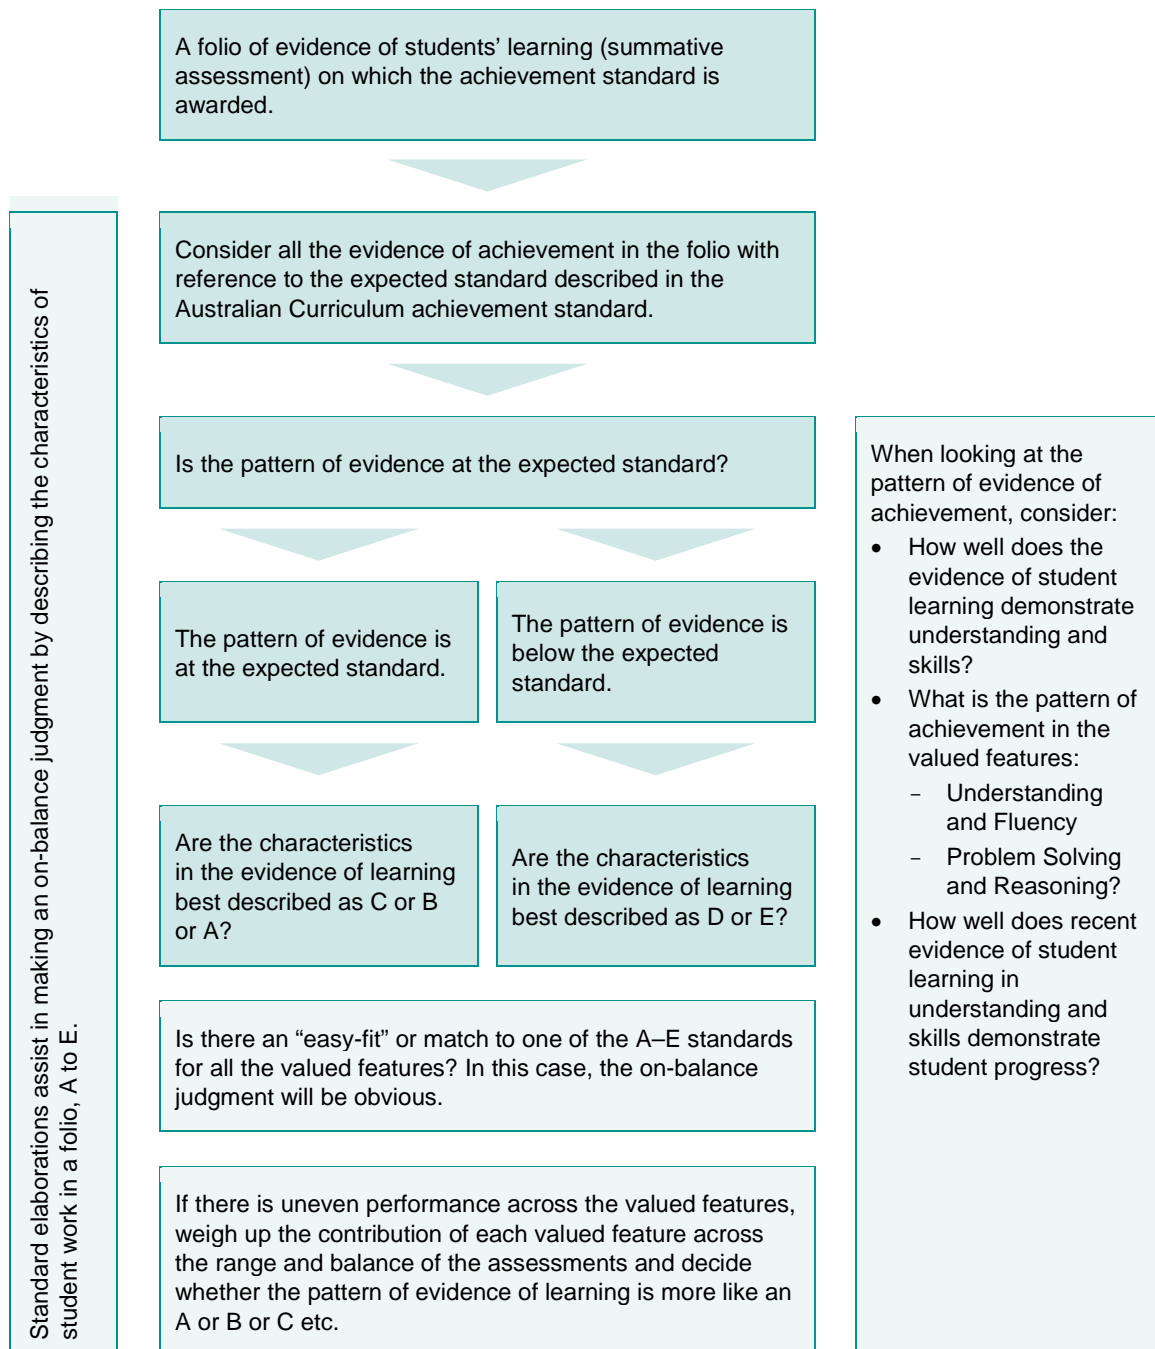 A folio of evidence of students’ learning (summative
assessment) on which the achievement standard is
awarded.
Consider all the evidence of achievement in the folio with
reference to the expected standard described in the
Australian Curriculum achievement standard.
Is the pattern of evidence at the expected standard?
The pattern of evidence is
at the expected standard.
The pattern of evidence is
below the expected
standard.
Are the characteristics
in the evidence of learning
best described as C or B
or A?
Are the characteristics
in the evidence of learning
best described as D or E?
Is there an “easy-fit” or match to one of the A–E standards
for all the valued features? In this case, the on-balance
judgment will be obvious.
If there is uneven performance across the valued features,
weigh up the contribution of each valued feature across
the range and balance of the assessments and decide
whether the pattern of evidence of learning is more like an
A or B or C etc.
Standard elaborations assist in making an on-balance judgment by describing the characteristics of
student work in a folio, A to E.
When looking at the
pattern of evidence of
achievement, consider:
• How well does the
evidence of student
learning demonstrate
understanding and
skills?
• What is the pattern of
achievement in the
valued features:
– Understanding
and Fluency
– Problem Solving
and Reasoning?
• How well does recent
evidence of student
learning in
understanding and
skills demonstrate
student progress?